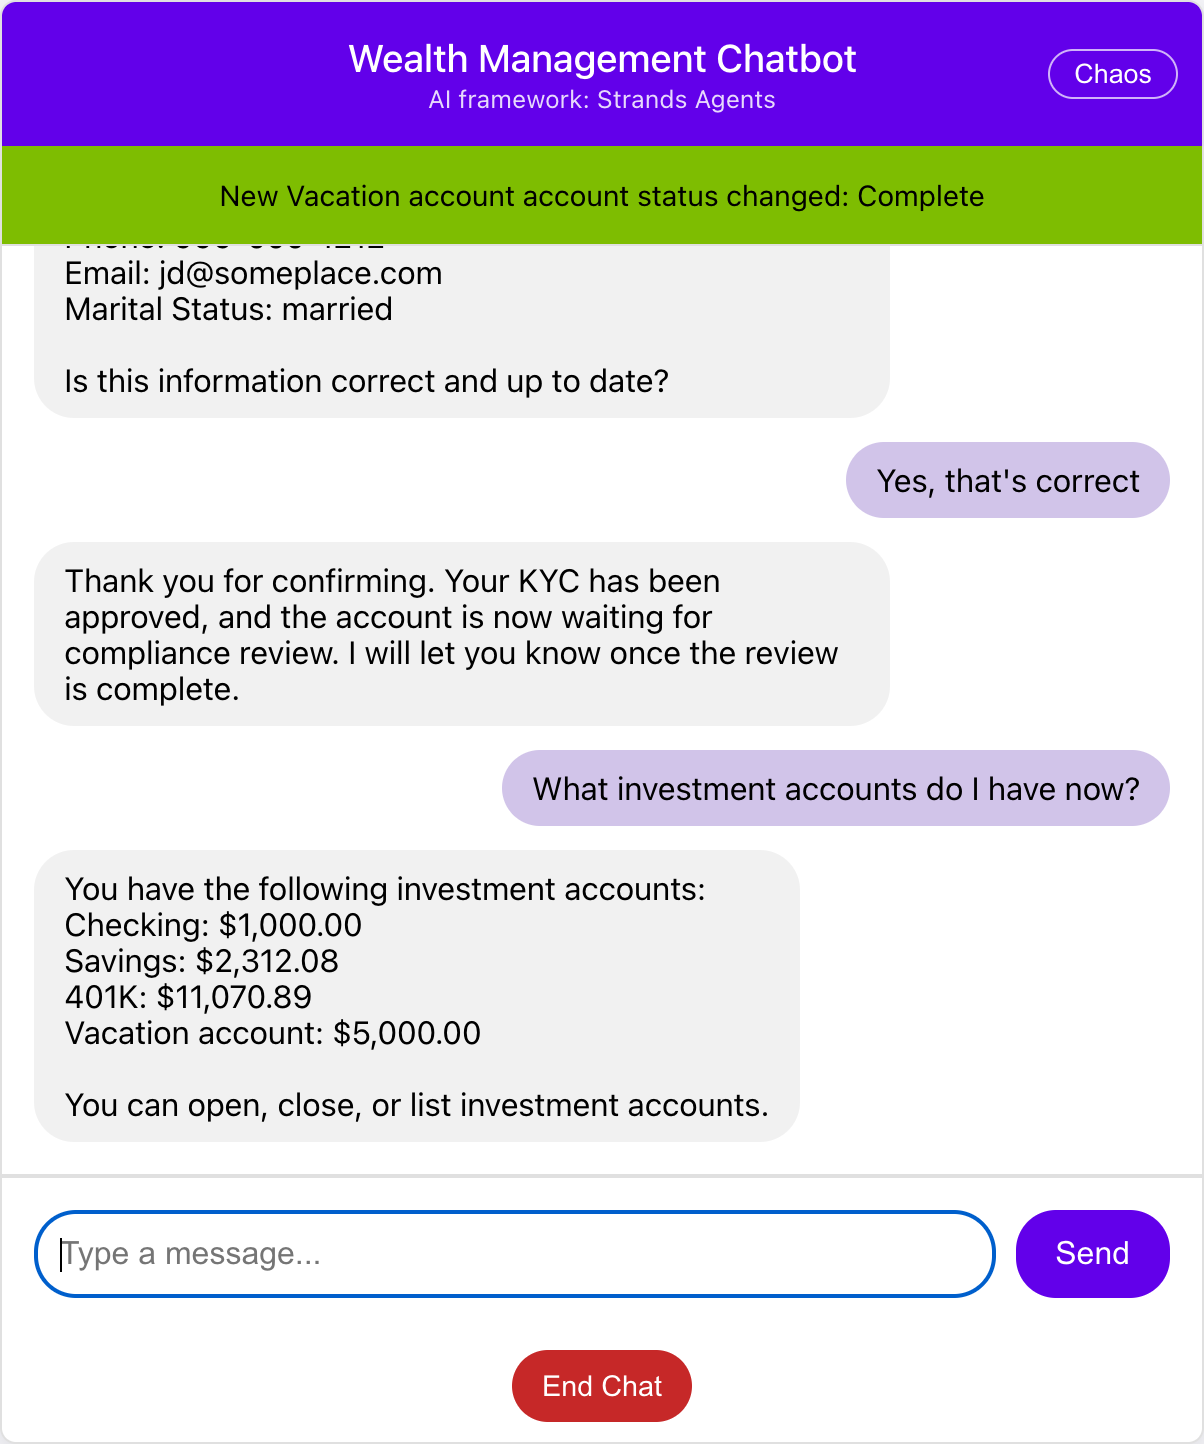 Wealth Management Chatbot
AI framework: Strands Agents
Chaos
New Vacation account account status changed: Complete
Email: jd@someplace.com
Marital Status: married
Is this information correct and up to date?
Yes, that's correct
Thank you for confirming. Your KYC has been
approved, and the account is now waiting for
compliance review. I will let you know once the review
is complete.
What investment accounts do I have now?
You have the following investment accounts:
Checking: $1,000.00
Savings: $2,312.08
401K: $11,070.89
Vacation account: $5,000.00
You can open, close, or list investment accounts.
Type a message...
Send
End Chat